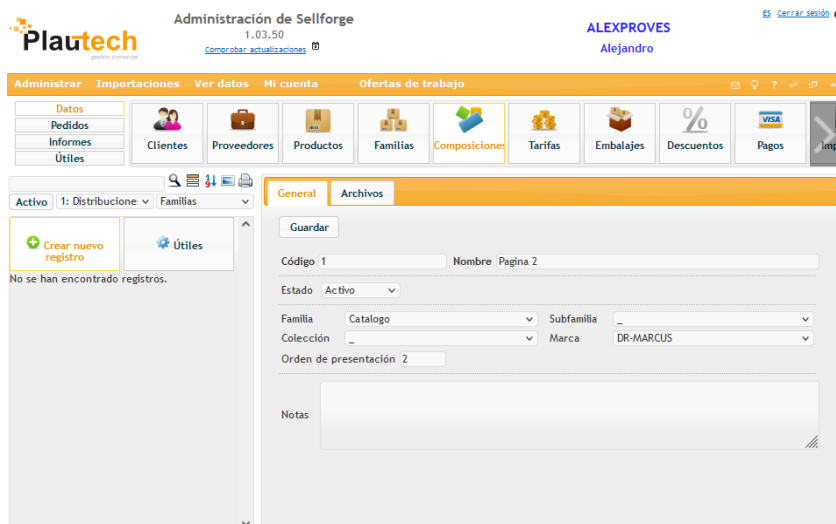 Plautech
gestión comercial
Administración de Sellforge
1.03.50
Comprobar actualizaciones
ALEXPROVES
Alejandro
ES Cerrar sesión
Administrar Importaciones Ver datos Mi cuenta Ofertas de trabajo
Datos
Pedidos
Informes
Útiles
Clientes Proveedores Productos Familias Composiciones Tarifas Embalajes Descuentos Pagos Imp
VISA
Activo 1: Distribucione Familias
Crear nuevo
registro
Útiles
No se han encontrado registros.
General Archivos
Guardar
Código 1 Nombre Pagina 2
Estado Activo
Familia Catalogo Subfamilia _
Colección _ Marca DR-MARCUS
Orden de presentación 2
Notas